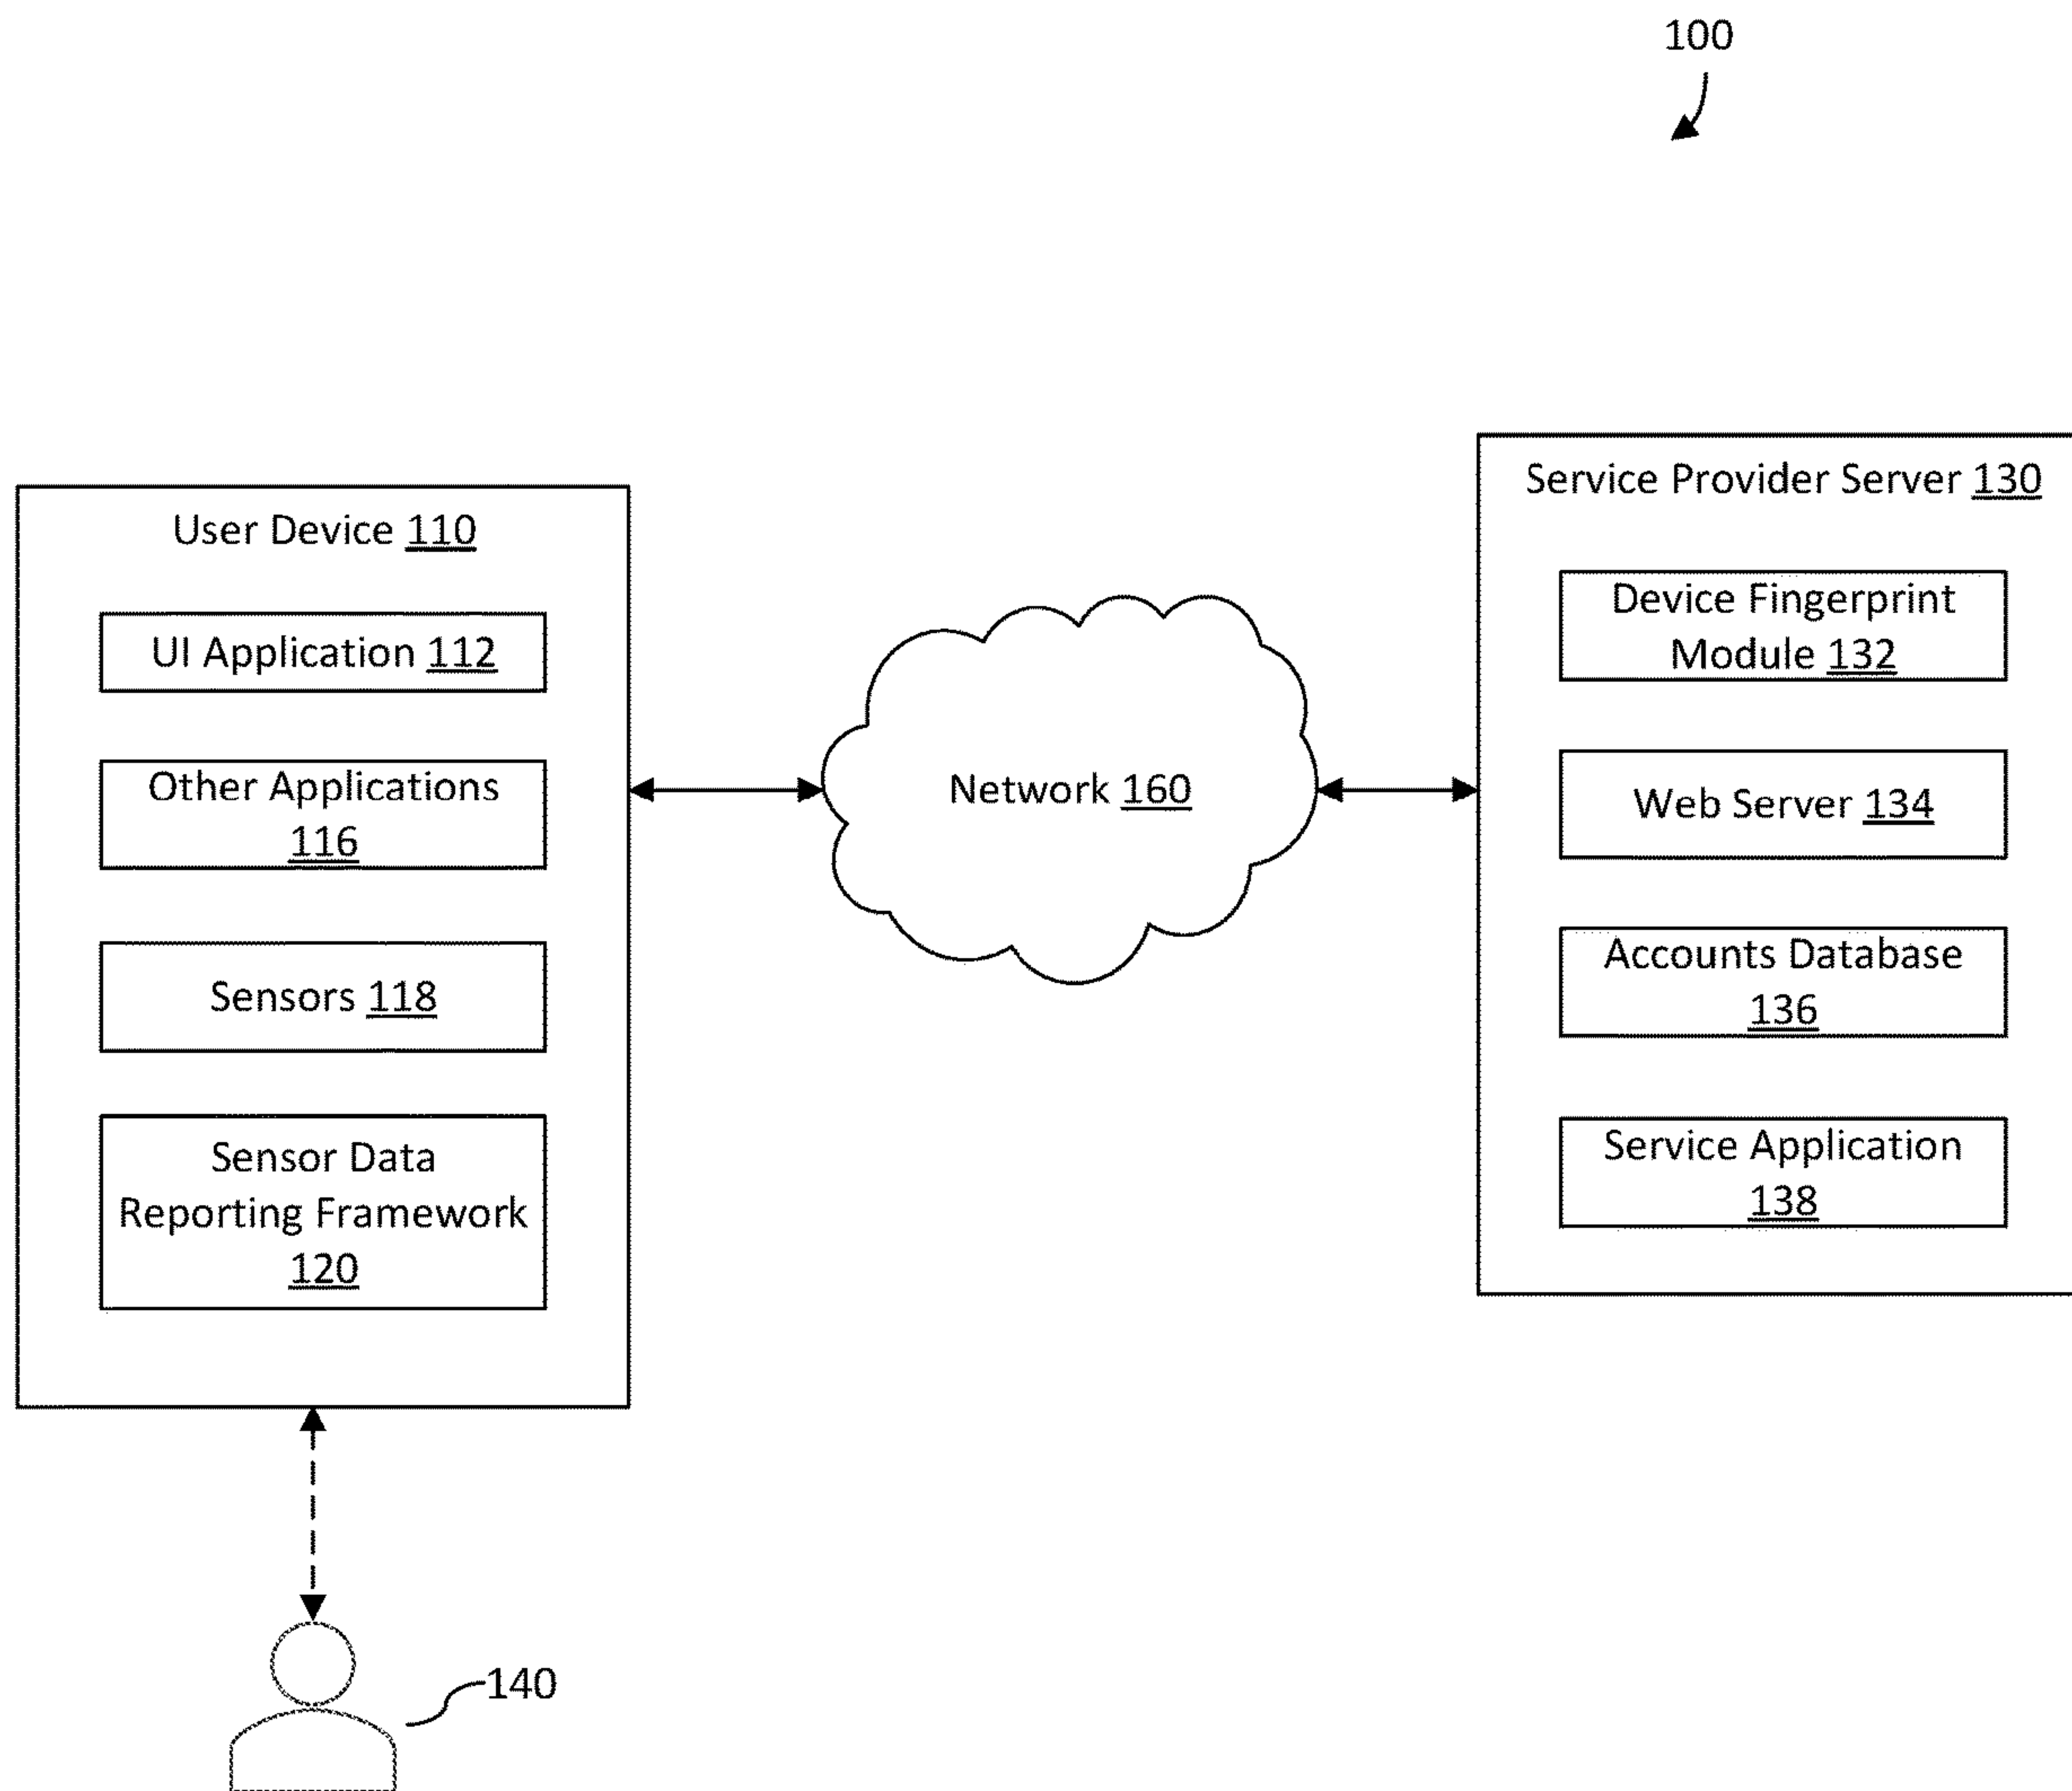 100
User Device 110
UI Application 112
Other Applications
116
Sensors 118
Sensor Data
Reporting Framework
120
Network 160
Service Provider Server 130
Device Fingerprint
Module 132
Web Server 134
Accounts Database
136
Service Application
138
140